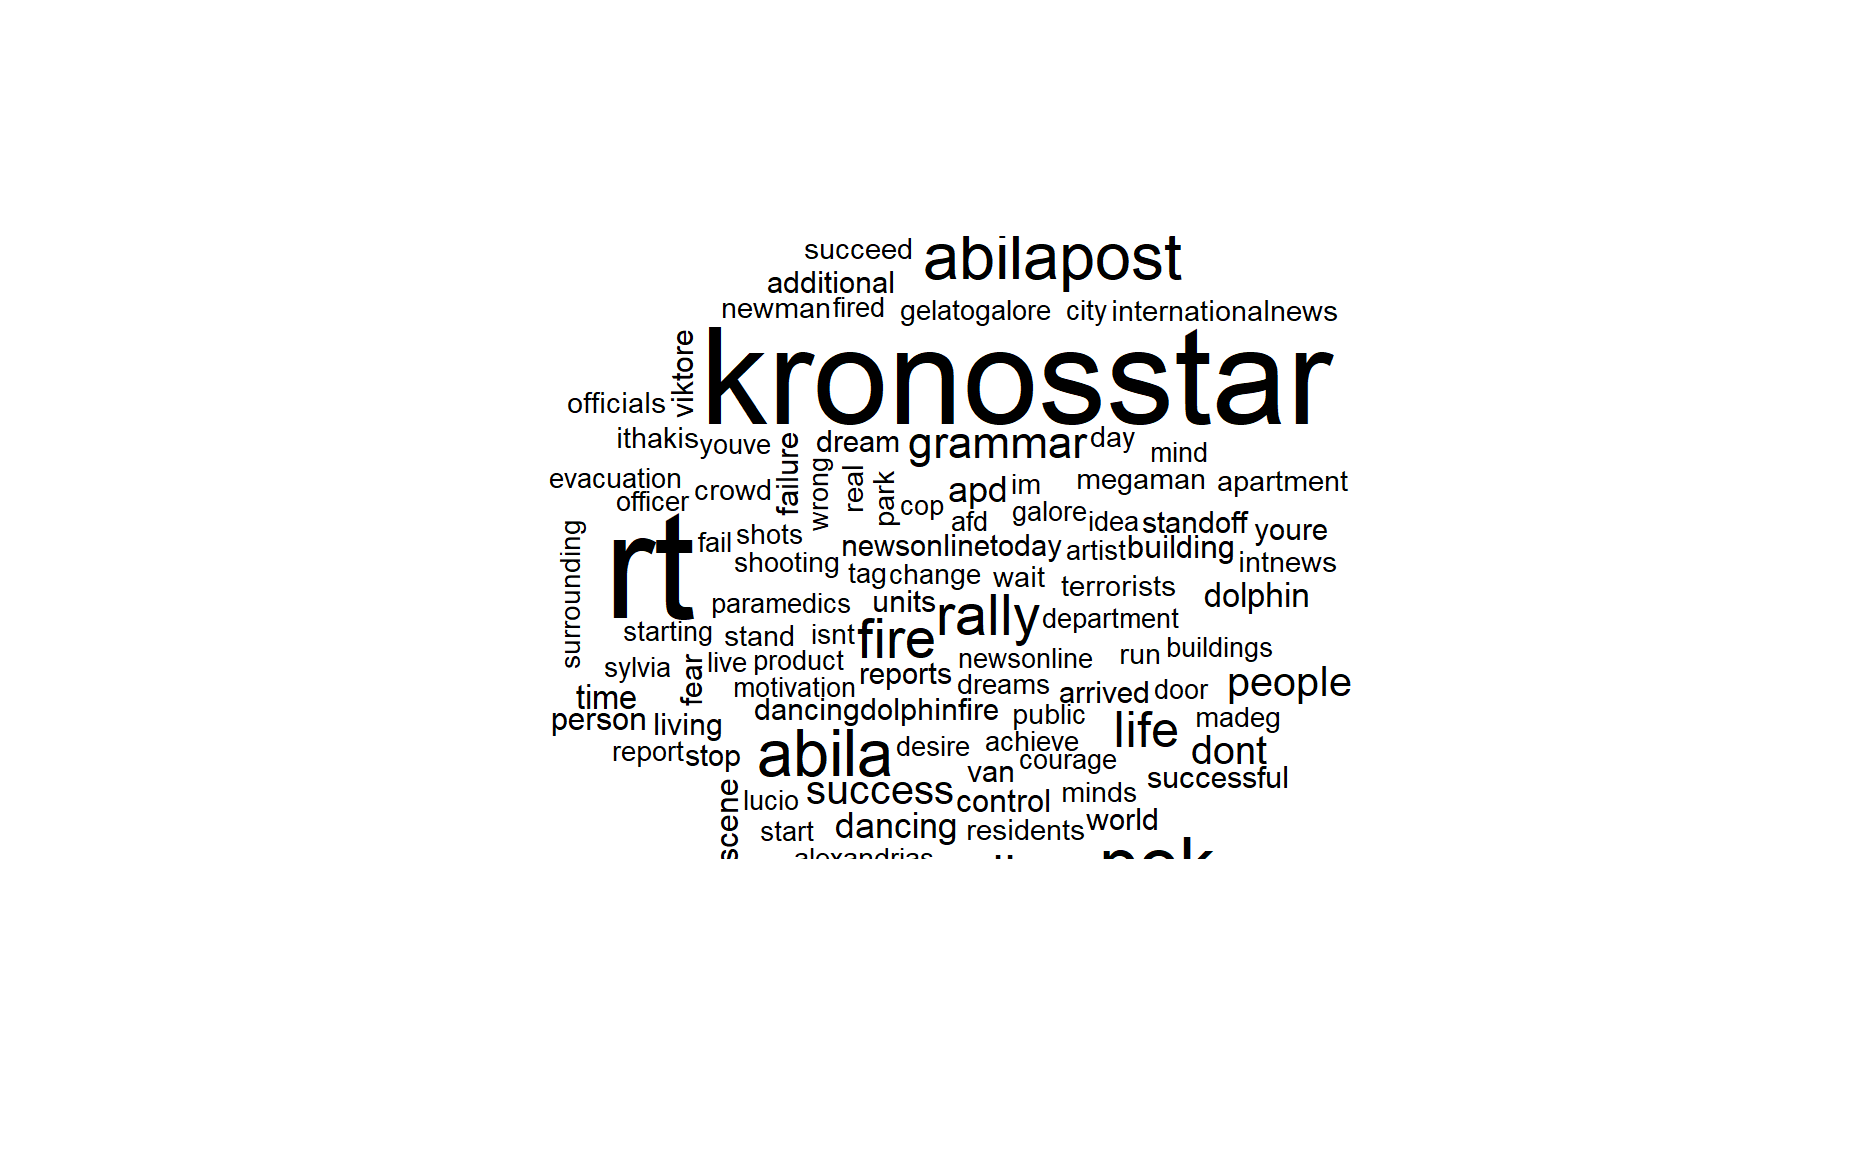 succeed abilapost
additional
newman fired gelatogalore city internationalnews
viktore kronosstar
officials
ithakis youve failure dream grammar day mind
evacuation officer crowd wrong real park cop apd im megaman apartment
afd galore idea standoff youre
surrounding rt fail shots newsonlinetoday artist building
shooting intnews
tag change wait terrorists dolphin
paramedics units rally department
starting stand isnt fire
sylvia fear live product reports newsonline run buildings
time motivation dreams arrived door people
person living dancingdolphinfire public life madeg
report stop abila desire achieve dont
van courage successful
scene lucio success control minds
start dancing residents world
alexandrias